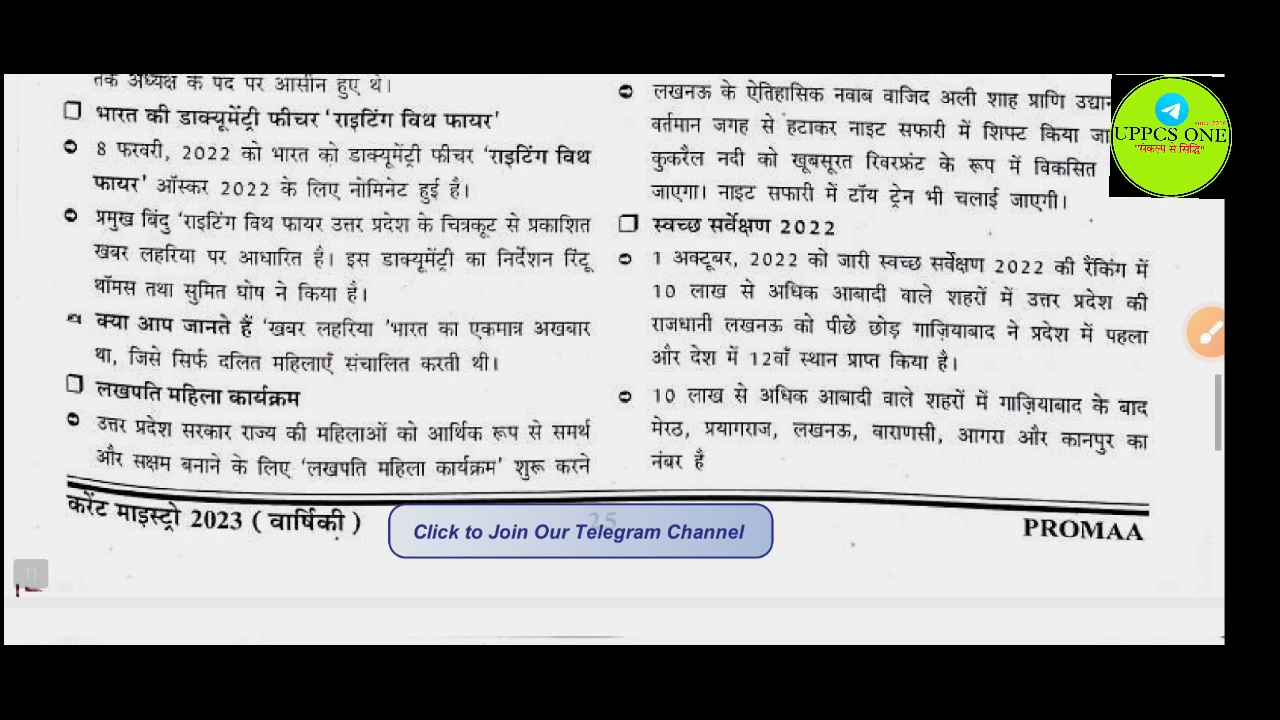 तक अध्यक्ष के पद पर आसीन हुए थे।
❐ भारत की डाक्यूमेंट्री फीचर 'राइटिंग विथ फायर'
➲ 8 फरवरी, 2022 को भारत को डाक्यूमेंट्री फीचर 'राइटिंग विथ
फायर' ऑस्कर 2022 के लिए नोमिनेट हुई है।
➲ प्रमुख बिंदु 'राइटिंग विथ फायर उत्तर प्रदेश के चित्रकूट से प्रकाशित
खबर लहरिया पर आधारित है। इस डाक्यूमेंट्री का निर्देशन रिंटू
थॉमस तथा सुमित घोष ने किया है।
क्या आप जानते हैं 'खबर लहरिया 'भारत का एकमात्र अखबार
था, जिसे सिर्फ दलित महिलाएँ संचालित करती थी।
❐ लखपति महिला कार्यक्रम
➲ उत्तर प्रदेश सरकार राज्य की महिलाओं को आर्थिक रूप से समर्थ
और सक्षम बनाने के लिए 'लखपति महिला कार्यक्रम' शुरू करने
➲ लखनऊ के ऐतिहासिक नवाब वाजिद अली शाह प्राणि उद्यान
वर्तमान जगह से हटाकर नाइट सफारी में शिफ्ट किया जा
कुकरैल नदी को खूबसूरत रिवरफ्रंट के रूप में विकसित
जाएगा। नाइट सफारी में टॉय ट्रेन भी चलाई जाएगी।
❐ स्वच्छ सर्वेक्षण 2022
➲ 1 अक्टूबर, 2022 को जारी स्वच्छ सर्वेक्षण 2022 की रैंकिंग में
10 लाख से अधिक आबादी वाले शहरों में उत्तर प्रदेश की
राजधानी लखनऊ को पीछे छोड़ गाज़ियाबाद ने प्रदेश में पहला
और देश में 12वाँ स्थान प्राप्त किया है।
➲ 10 लाख से अधिक आबादी वाले शहरों में गाज़ियाबाद के बाद
मेरठ, प्रयागराज, लखनऊ, वाराणसी, आगरा और कानपुर का
नंबर है
करेंट माइस्ट्रो 2023 ( वार्षिकी )
25
PROMAA
Click to Join Our Telegram Channel
11
UPPCS ONE
"संकल्प से सिद्धि"